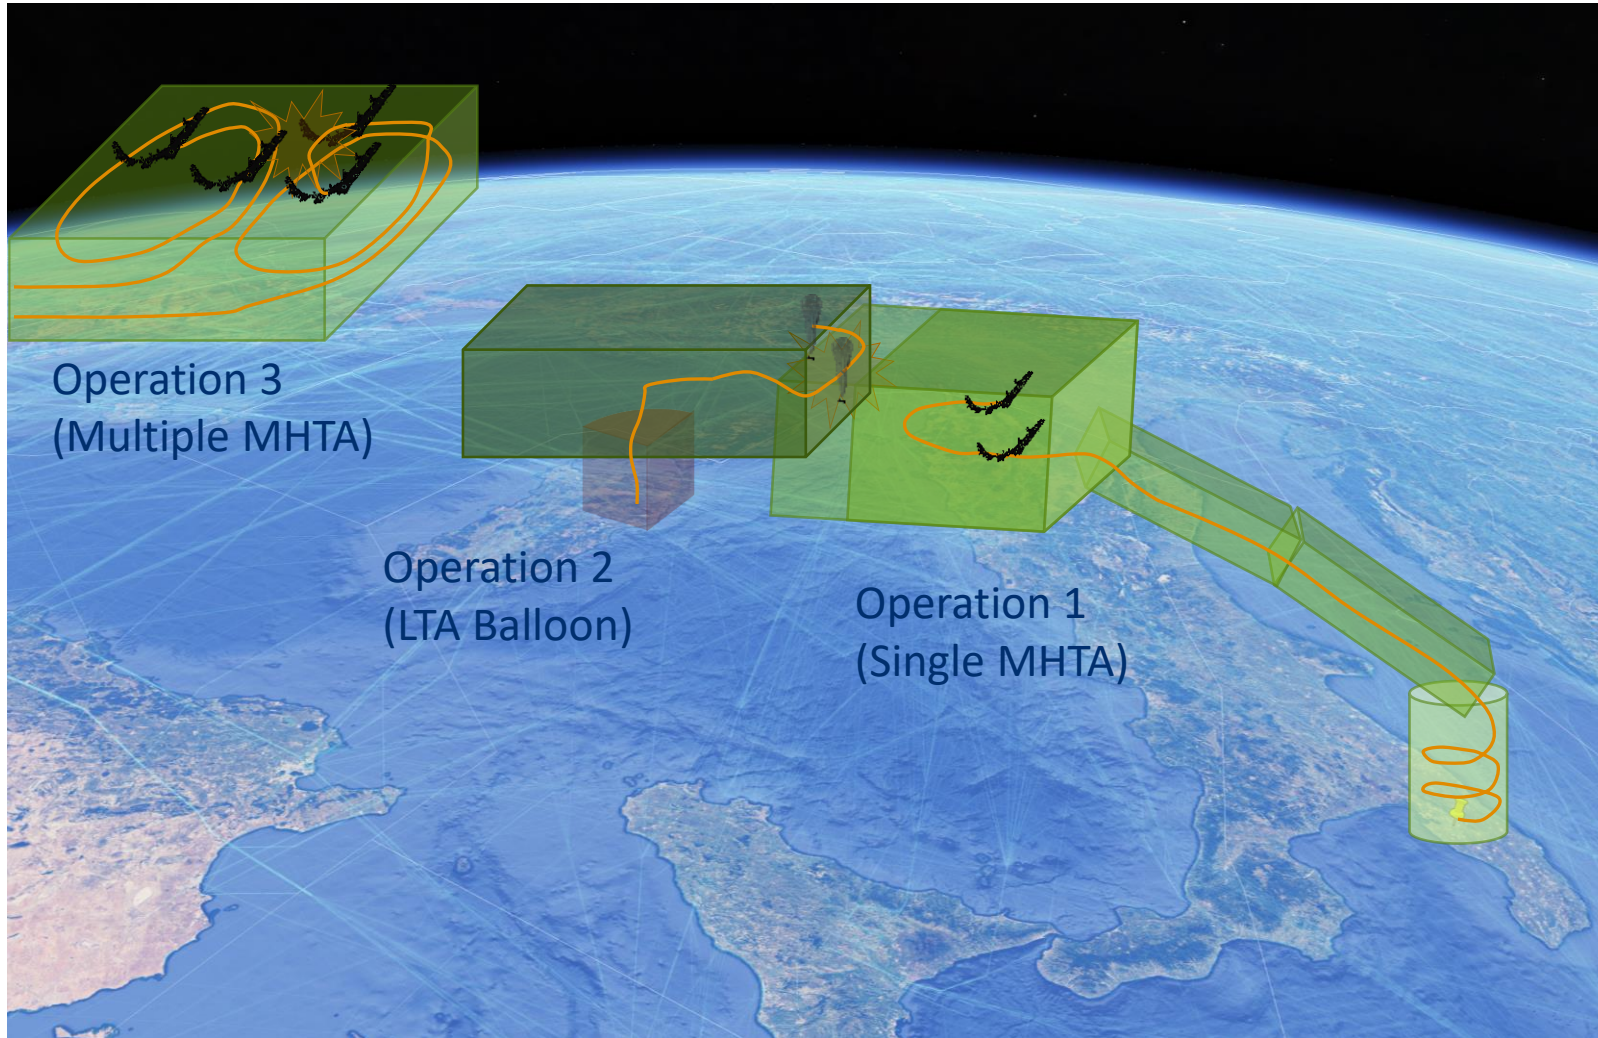 Operation 3
(Multiple MHTA)
Operation 2
(LTA Balloon)
Operation 1
(Single MHTA)